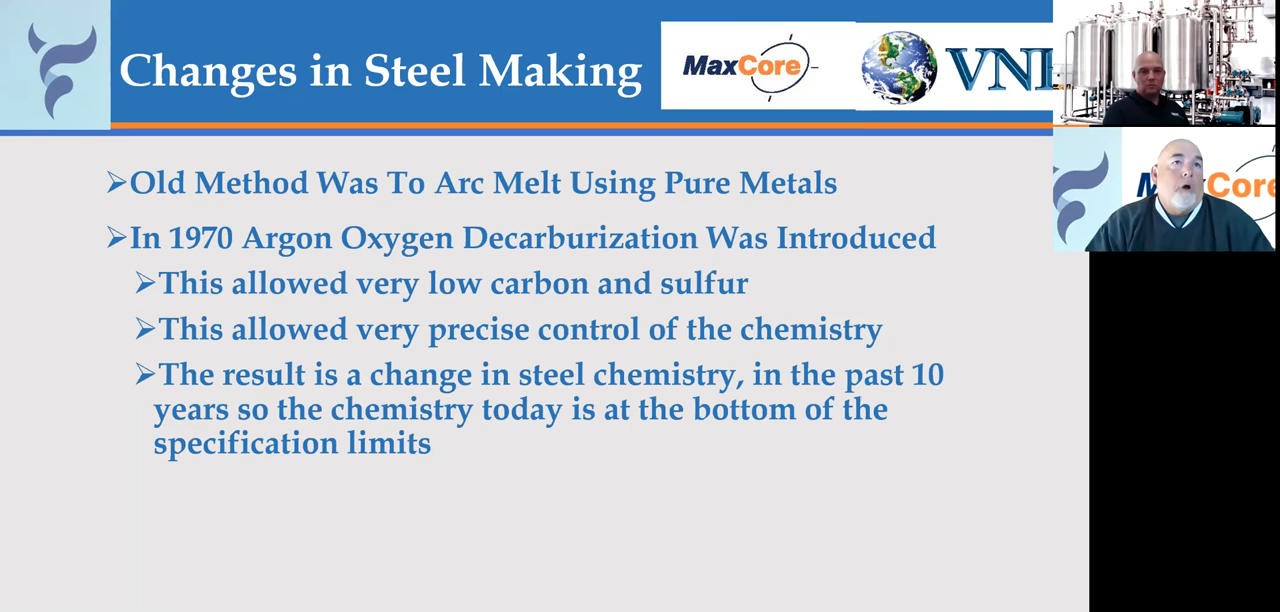 Changes in Steel Making
MaxCore
➢Old Method Was To Arc Melt Using Pure Metals
➢In 1970 Argon Oxygen Decarburization Was Introduced
➢This allowed very low carbon and sulfur
➢This allowed very precise control of the chemistry
➢The result is a change in steel chemistry, in the past 10
years so the chemistry today is at the bottom of the
specification limits
Core